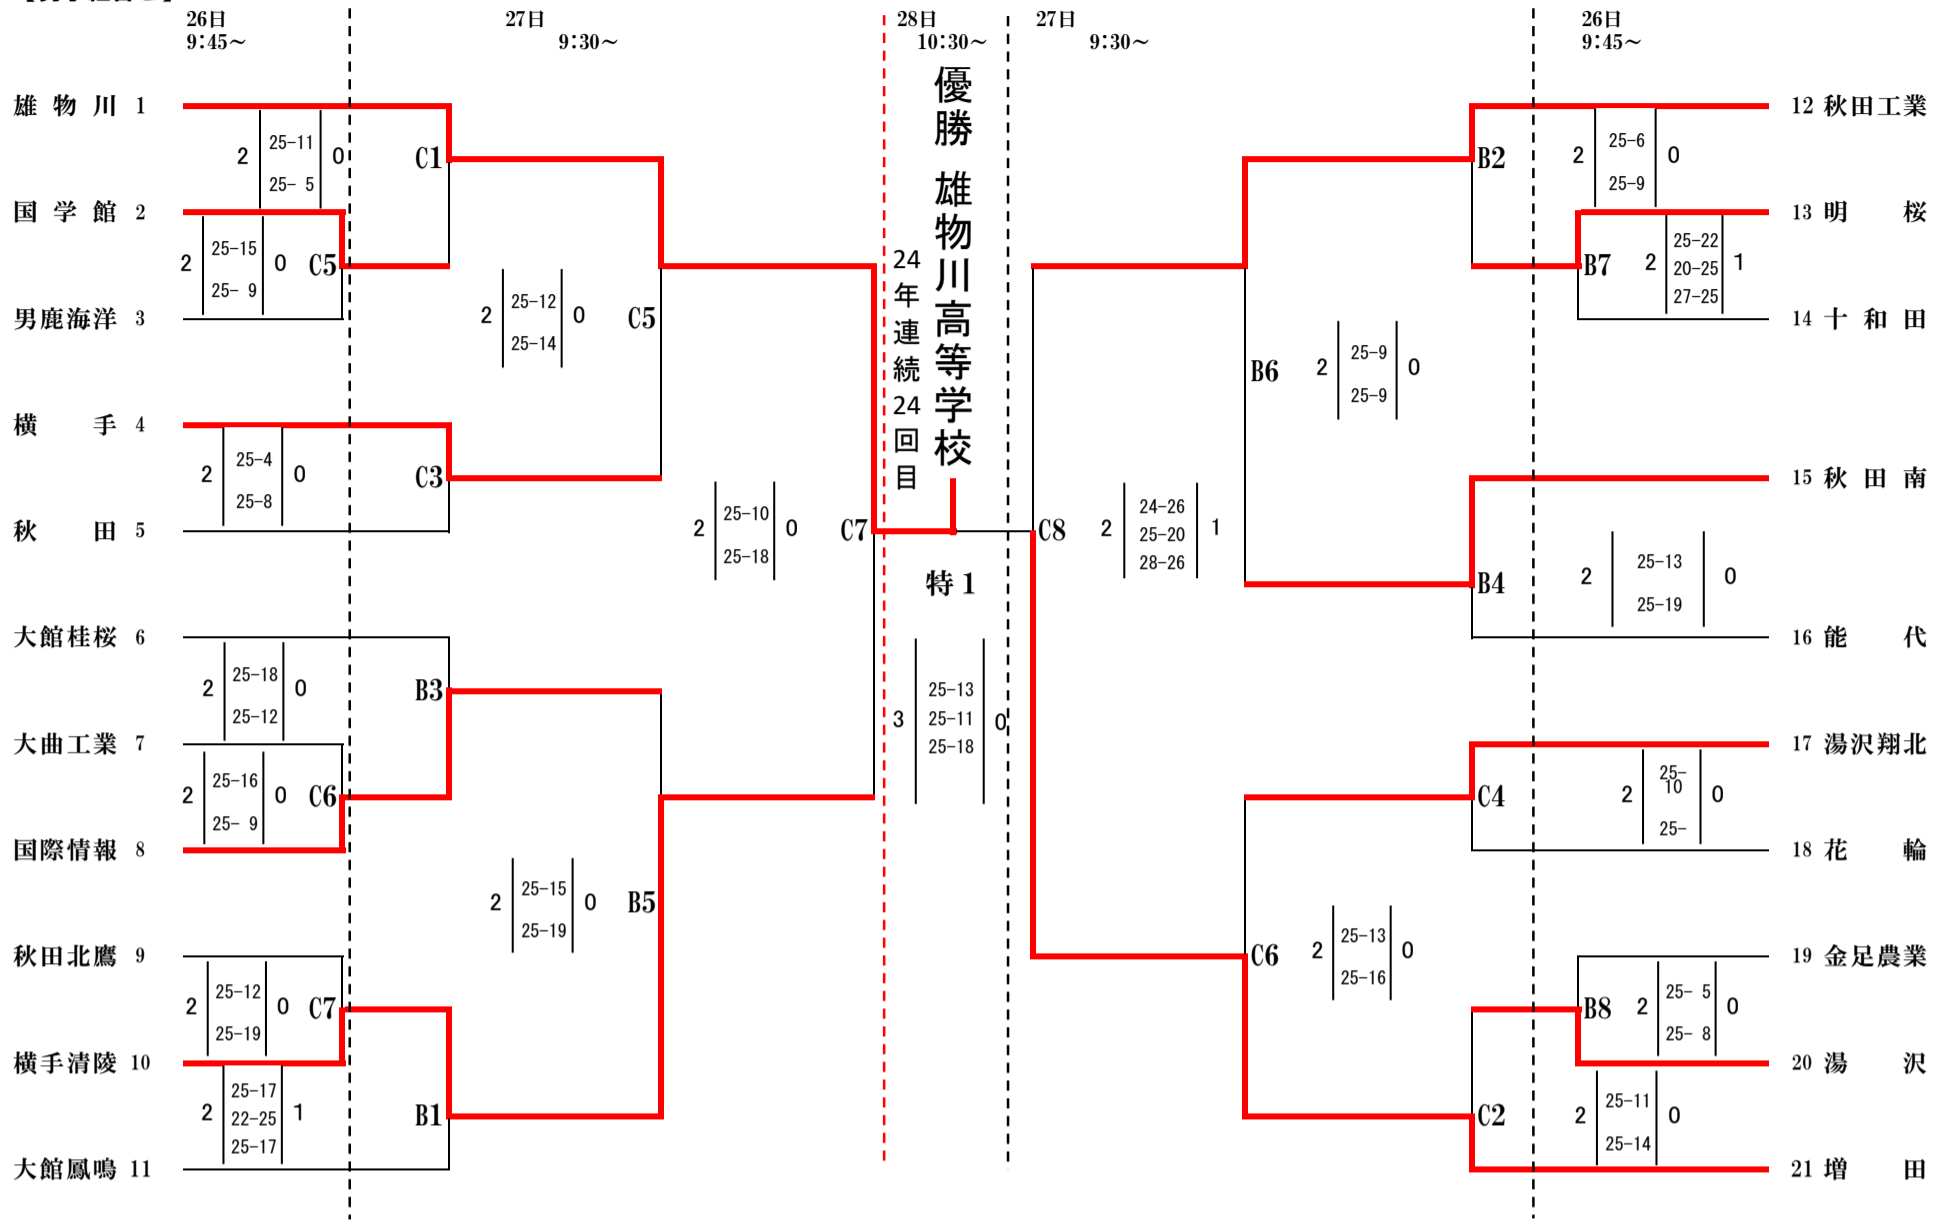 26日
9:45～
27日
9:30～
28日
10:30～
27日
9:30～
26日
9:45～
優勝 雄物川高等学校
24年連続24回目
特1
3 25-13 0
25-11
25-18
雄物川 1
2 25-11 0
25- 5
C1
国学館 2
2 25-15 0
25- 9
C5
男鹿海洋 3
2 25-12 0
25-14
C5
横手 4
2 25-4 0
25-8
C3
秋田 5
2 25-10 0
25-18
C7
大館桂桜 6
2 25-18 0
25-12
B3
大曲工業 7
2 25-16 0
25- 9
C6
国際情報 8
2 25-15 0
25-19
B5
秋田北鷹 9
2 25-12 0
25-19
C7
横手清陵 10
2 25-17 1
22-25
25-17
B1
大館鳳鳴 11
12 秋田工業
B2
2 25-6 0
25-9
13 明桜
B7
2 25-22 1
20-25
27-25
14 十和田
B6
2 25-9 0
25-9
15 秋田南
C8
2 24-26 1
25-20
28-26
B4
2 25-13 0
25-19
16 能代
17 湯沢翔北
C4
2 25-
10 0
25-
18 花輪
C6
2 25-13 0
25-16
19 金足農業
B8
2 25- 5 0
25- 8
20 湯沢
C2
2 25-11 0
25-14
21 増田